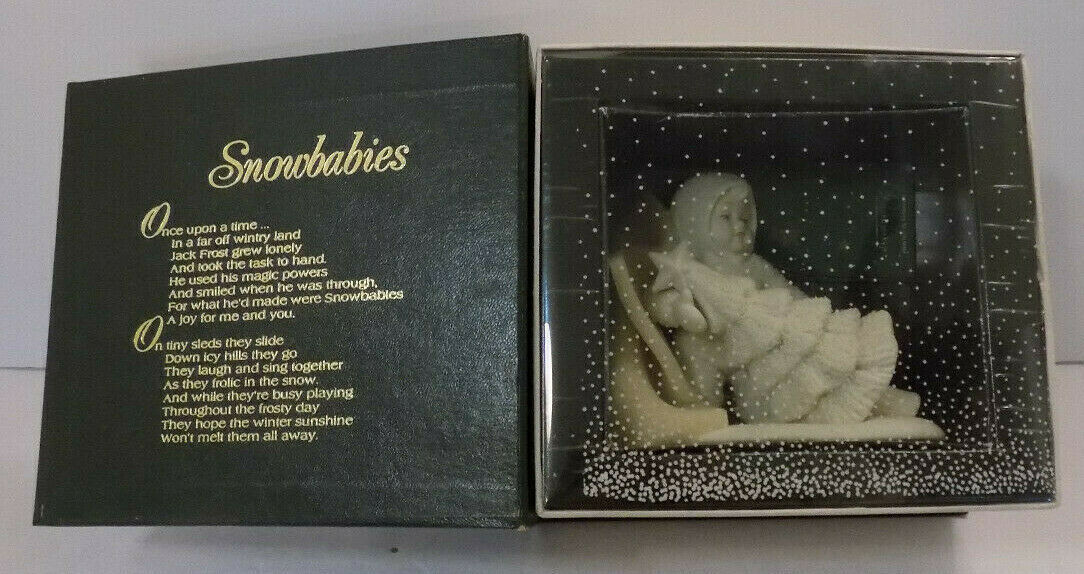 Snowbabies
Once upon a time ...
In a far off wintry land
Jack Frost grew lonely
And took the task to hand.
He used his magic powers
And smiled when he was through,
For what he'd made were Snowbabies
A joy for me and you.
On tiny sleds they slide
Down icy hills they go
They laugh and sing together
As they frolic in the snow.
And while they're busy playing
Throughout the frosty day
They hope the winter sunshine
Won't melt them all away.